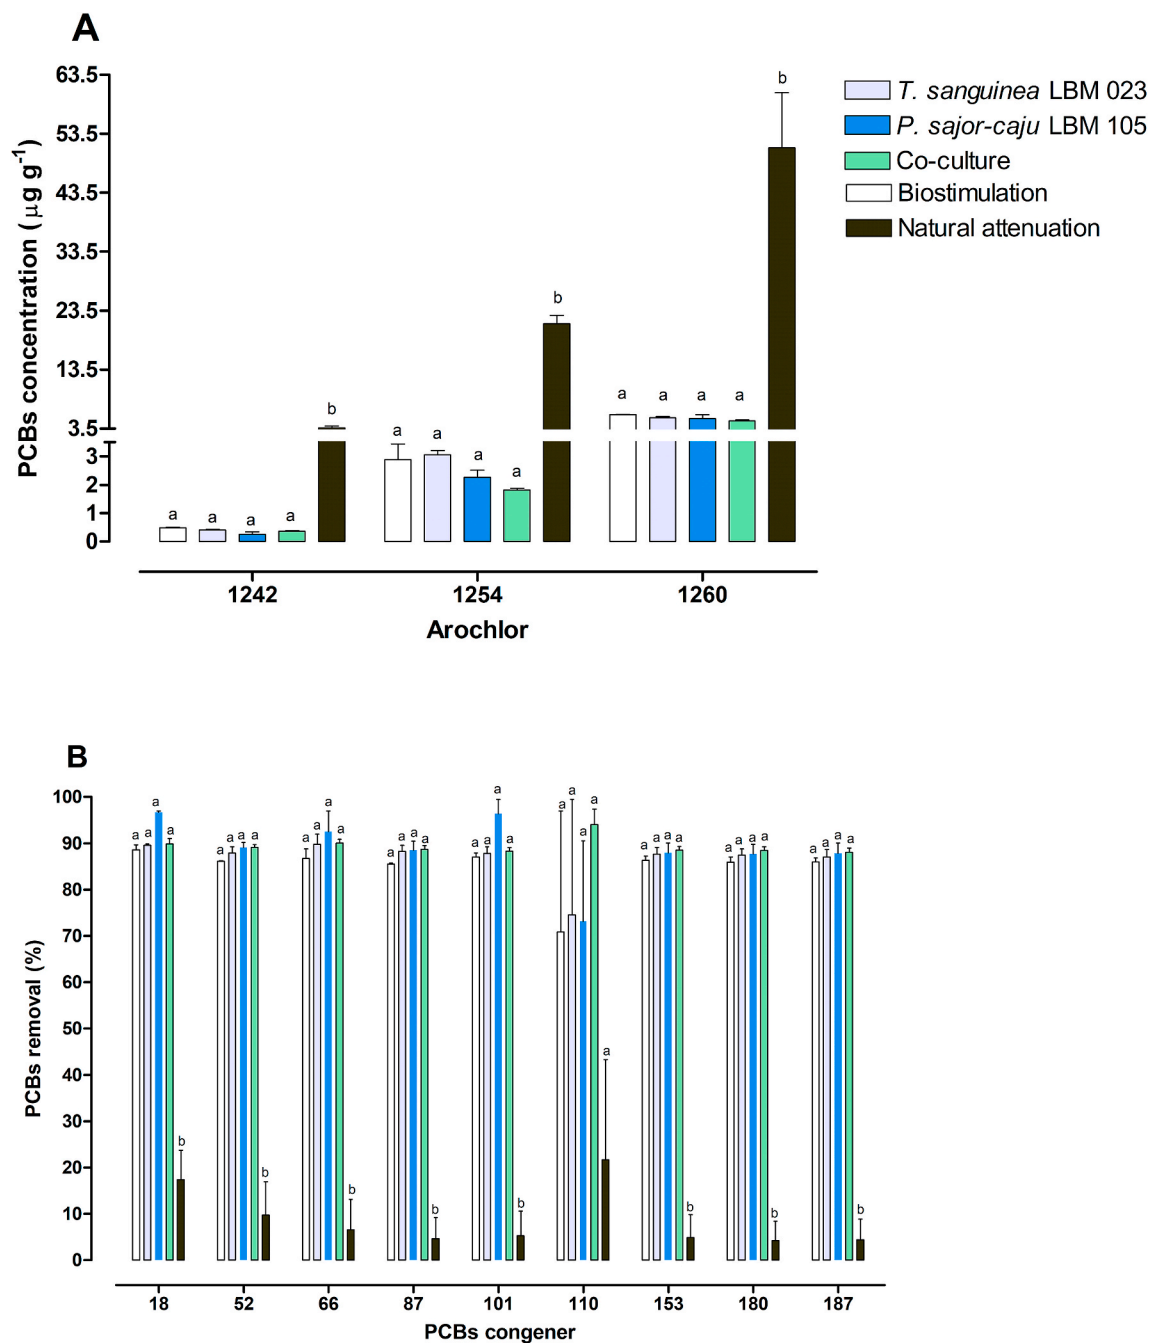 A
PCBs concentration ( μg g-1)
63.5
53.5
43.5
33.5
23.5
13.5
3.5
3
2
1
0
a a a a b
a a a a b
a a a a b
1242 1254 1260
Arochlor
T. sanguinea LBM 023
P. sajor-caju LBM 105
Co-culture
Biostimulation
Natural attenuation
B
PCBs removal (%)
100
90
80
70
60
50
40
30
20
10
0
a a a a b
a a a a b
a a a a b
a a a a b
a a a a b
a a a a a
a a a a b
a a a a b
a a a a b
18 52 66 87 101 110 153 180 187
PCBs congener